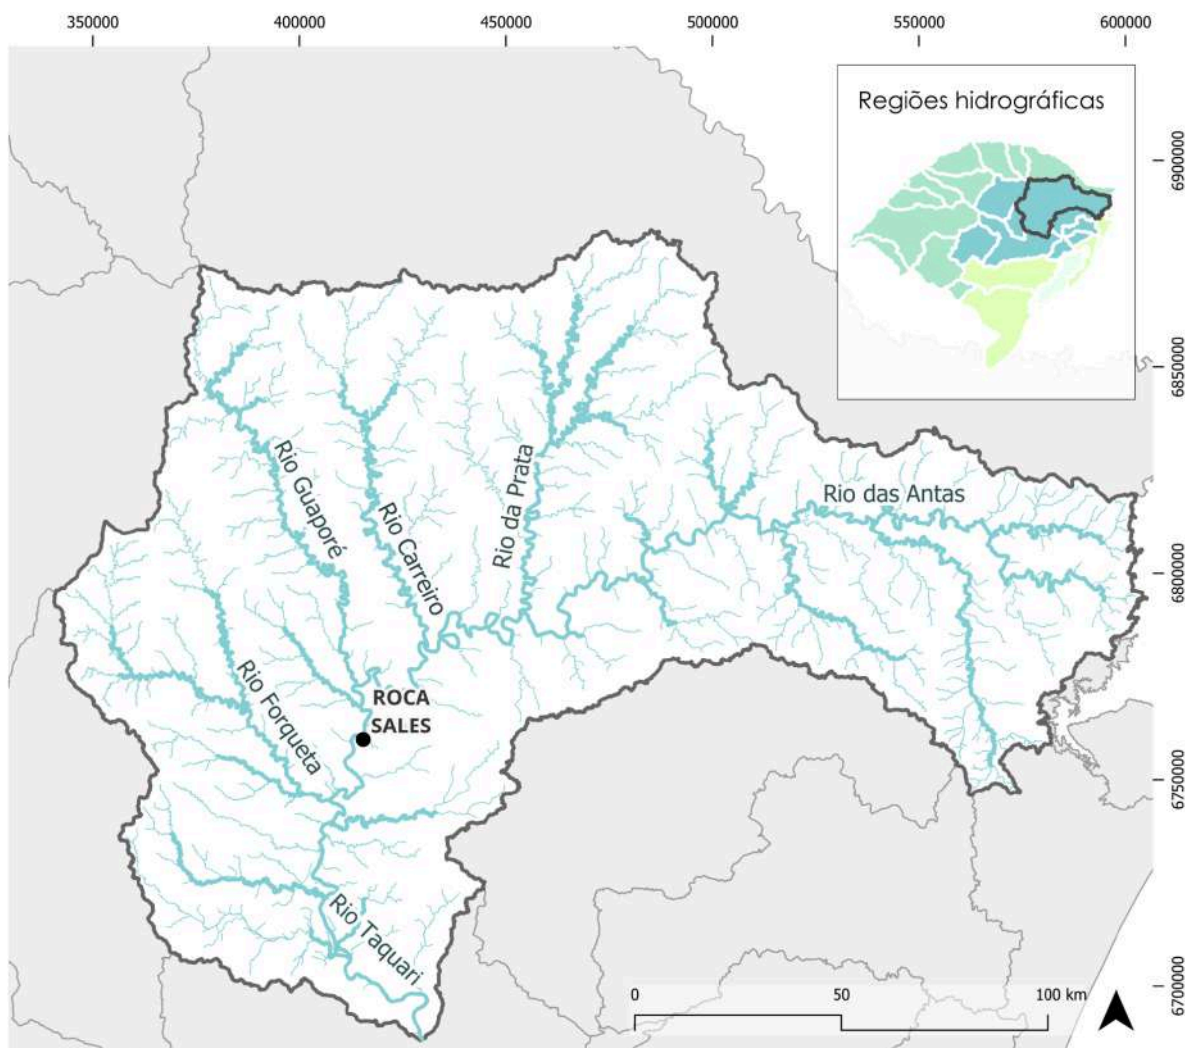 350000
400000
450000
500000
550000
600000
Regiões hidrográficas
6900000
6850000
6800000
6750000
6700000
Rio Guaporé
Rio Carreiro
Rio da Prata
Rio das Antas
Rio Forqueta
ROCA
SALES
Rio Taquari
0
50
100 km